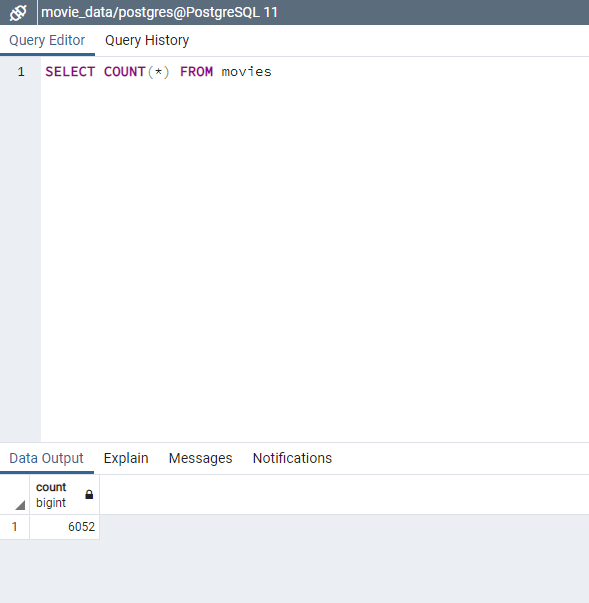 movie_data/postgres@PostgreSQL 11
Query Editor Query History
1 SELECT COUNT(*) FROM movies
Data Output Explain Messages Notifications
count
bigint
1 6052